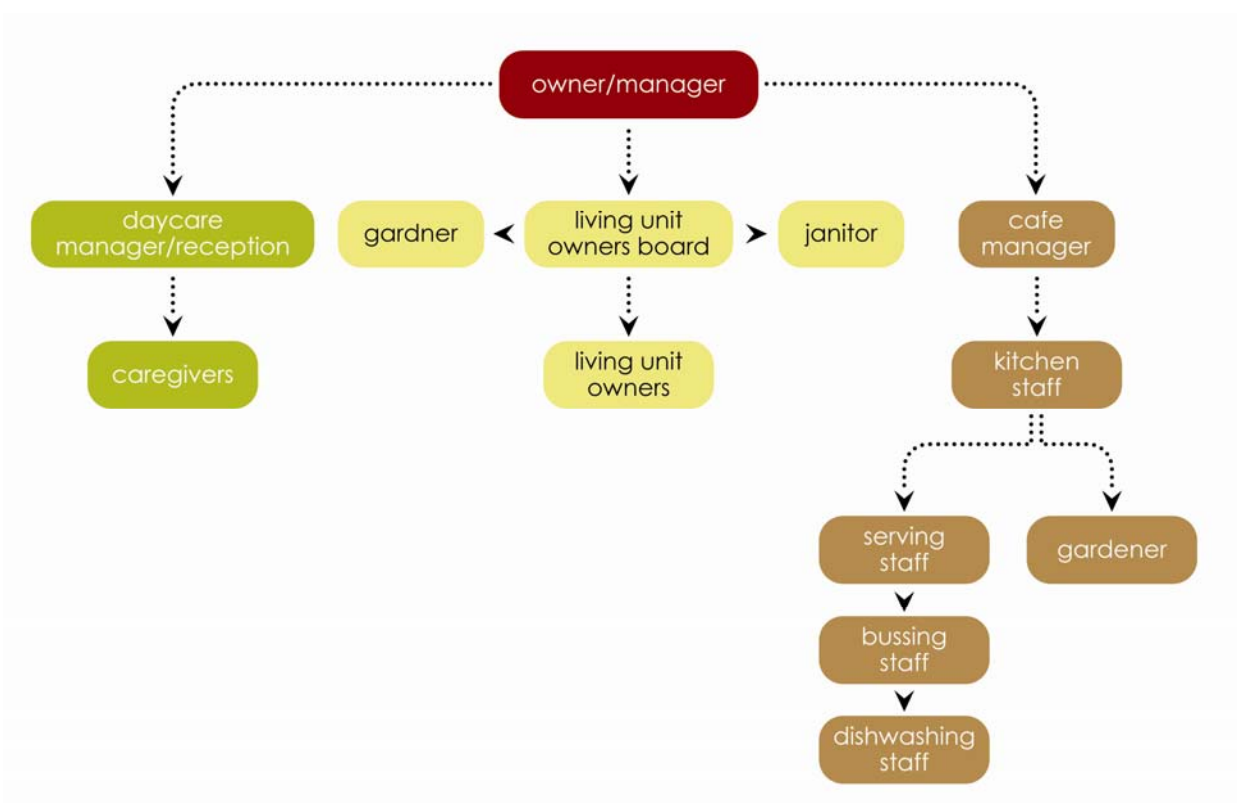 owner/manager
daycare
manager/reception
gardner
living unit
owners board
janitor
cafe
manager
caregivers
living unit
owners
kitchen
staff
serving
staff
gardener
bussing
staff
dishwashing
staff